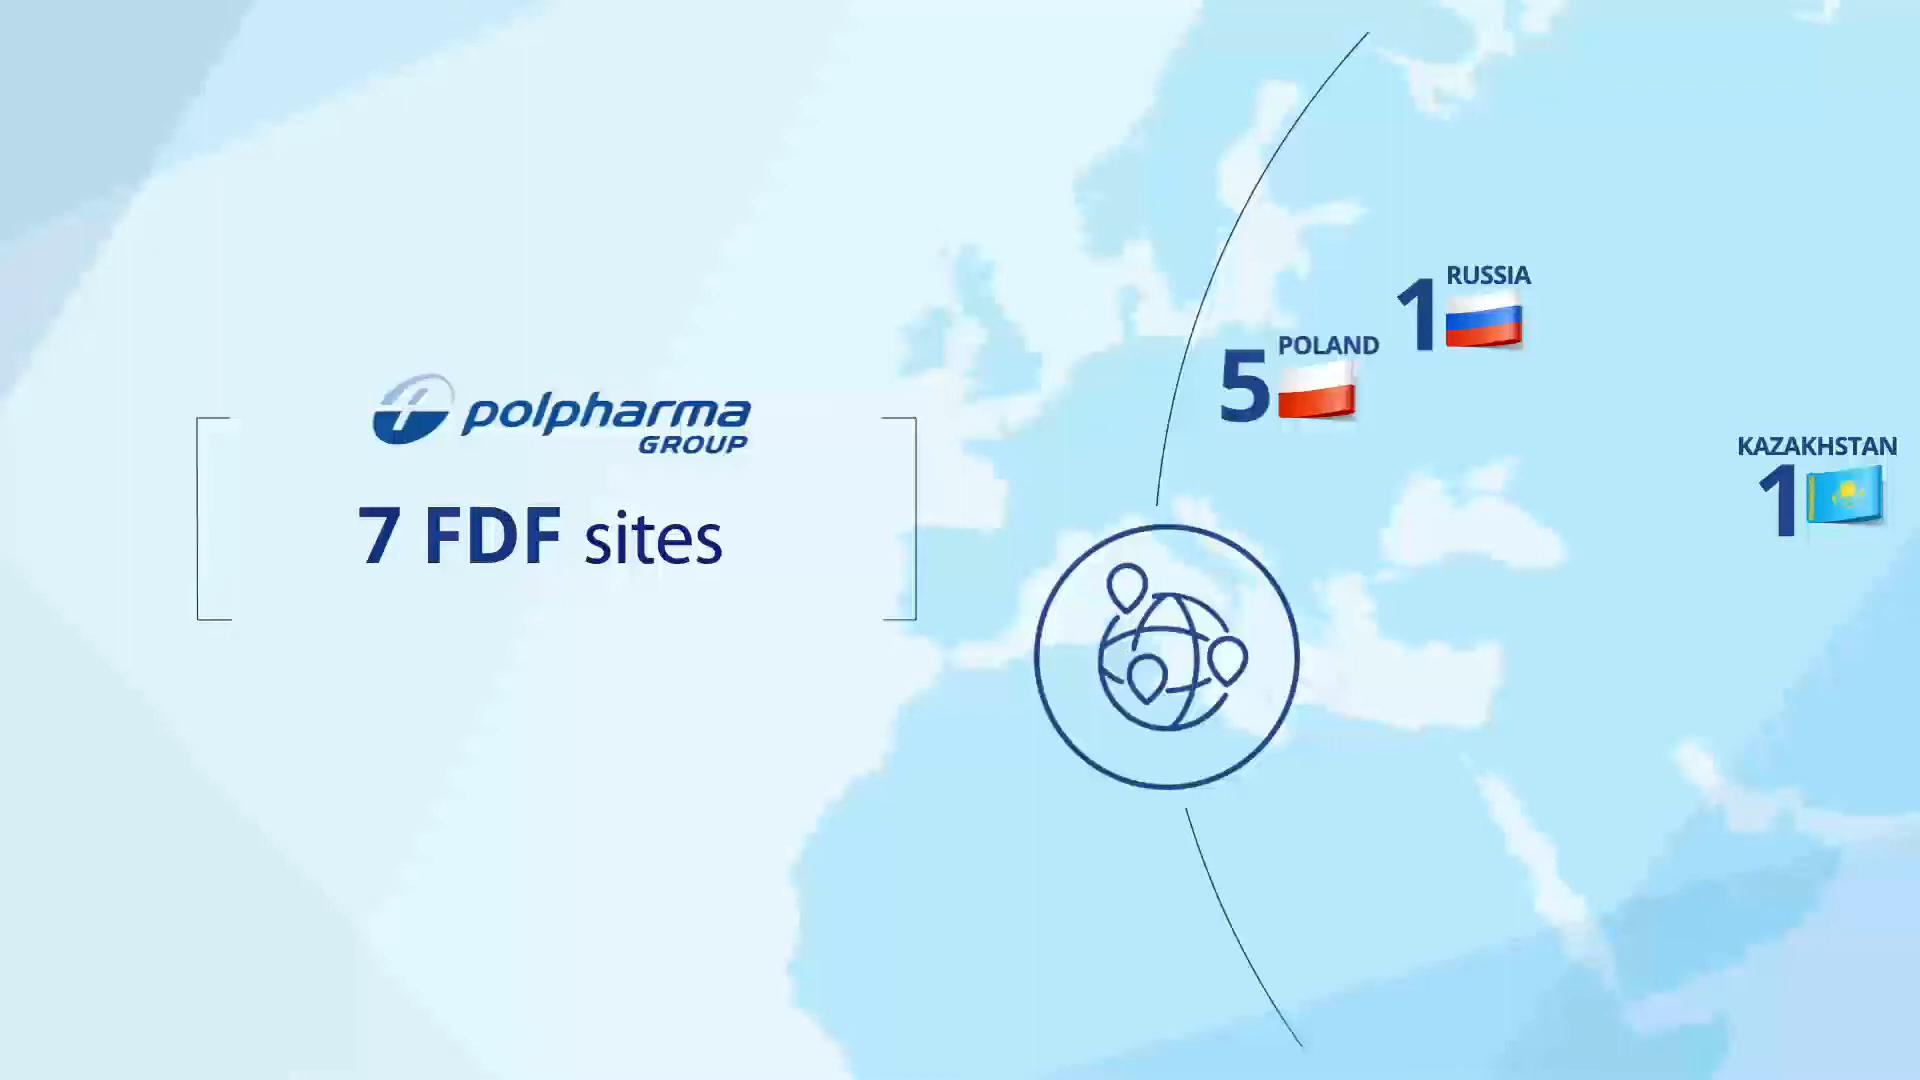 polpharma
GROUP
7 FDF sites
1 RUSSIA
5 POLAND
KAZAKHSTAN
1